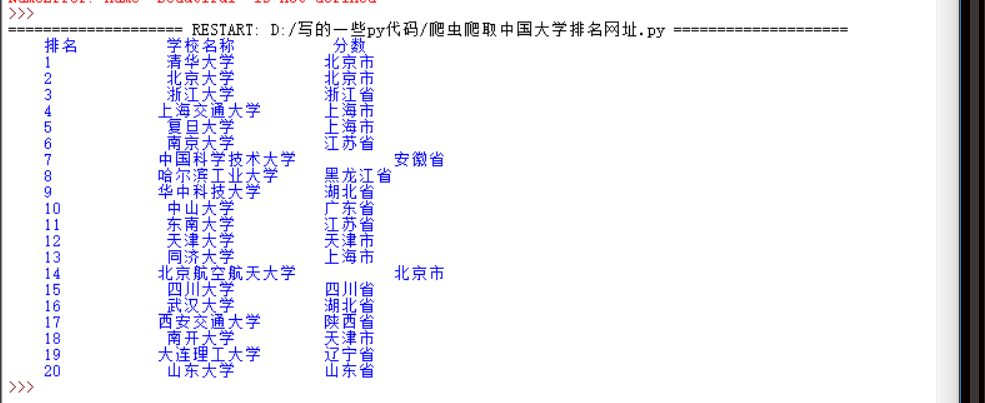 NameError: name 'Beautiful' is not defined
>>>
==================== RESTART: D:/写的一些py代码/爬虫爬取中国大学排名网址.py ====================
排名 学校名称 分数
1 清华大学 北京市
2 北京大学 北京市
3 浙江大学 浙江省
4 上海交通大学 上海市
5 复旦大学 上海市
6 南京大学 江苏省
7 中国科学技术大学 安徽省
8 哈尔滨工业大学 黑龙江省
9 华中科技大学 湖北省
10 中山大学 广东省
11 东南大学 江苏省
12 天津大学 天津市
13 同济大学 上海市
14 北京航空航天大学 北京市
15 四川大学 四川省
16 武汉大学 湖北省
17 西安交通大学 陕西省
18 南开大学 天津市
19 大连理工大学 辽宁省
20 山东大学 山东省
>>>